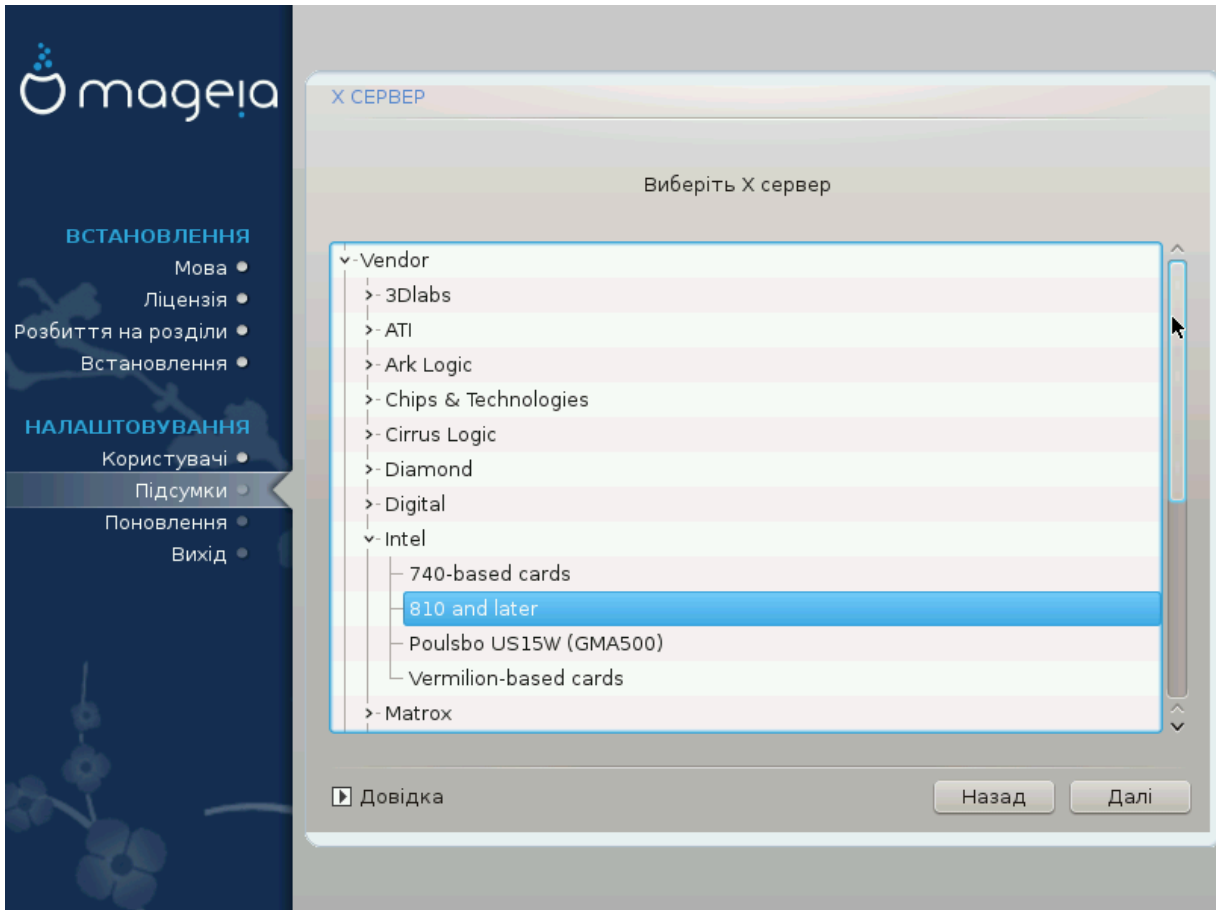 mageia
ВСТАНОВЛЕННЯ
Мова
Ліцензія
Розбиття на розділи
Встановлення
НАЛАШТОВУВАННЯ
Користувачі
Підсумки
Поновлення
Вихід
X СЕРВЕР
Виберіть X сервер
Vendor
3Dlabs
ATI
Ark Logic
Chips & Technologies
Cirrus Logic
Diamond
Digital
Intel
740-based cards
810 and later
Poulsbo US15W (GMA500)
Vermilion-based cards
Matrox
Довідка
Назад
Далі